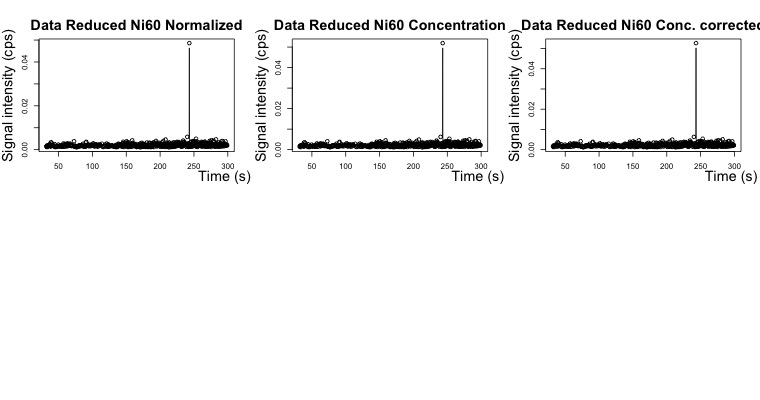 Data Reduced Ni60 Normalized
Signal intensity (cps)
0.00 0.02 0.04
50 100 150 200 250 300
Time (s)
Data Reduced Ni60 Concentration
Signal intensity (cps)
0.00 0.02 0.04
50 100 150 200 250 300
Time (s)
Data Reduced Ni60 Conc. corrected
Signal intensity (cps)
0.00 0.02 0.04
50 100 150 200 250 300
Time (s)